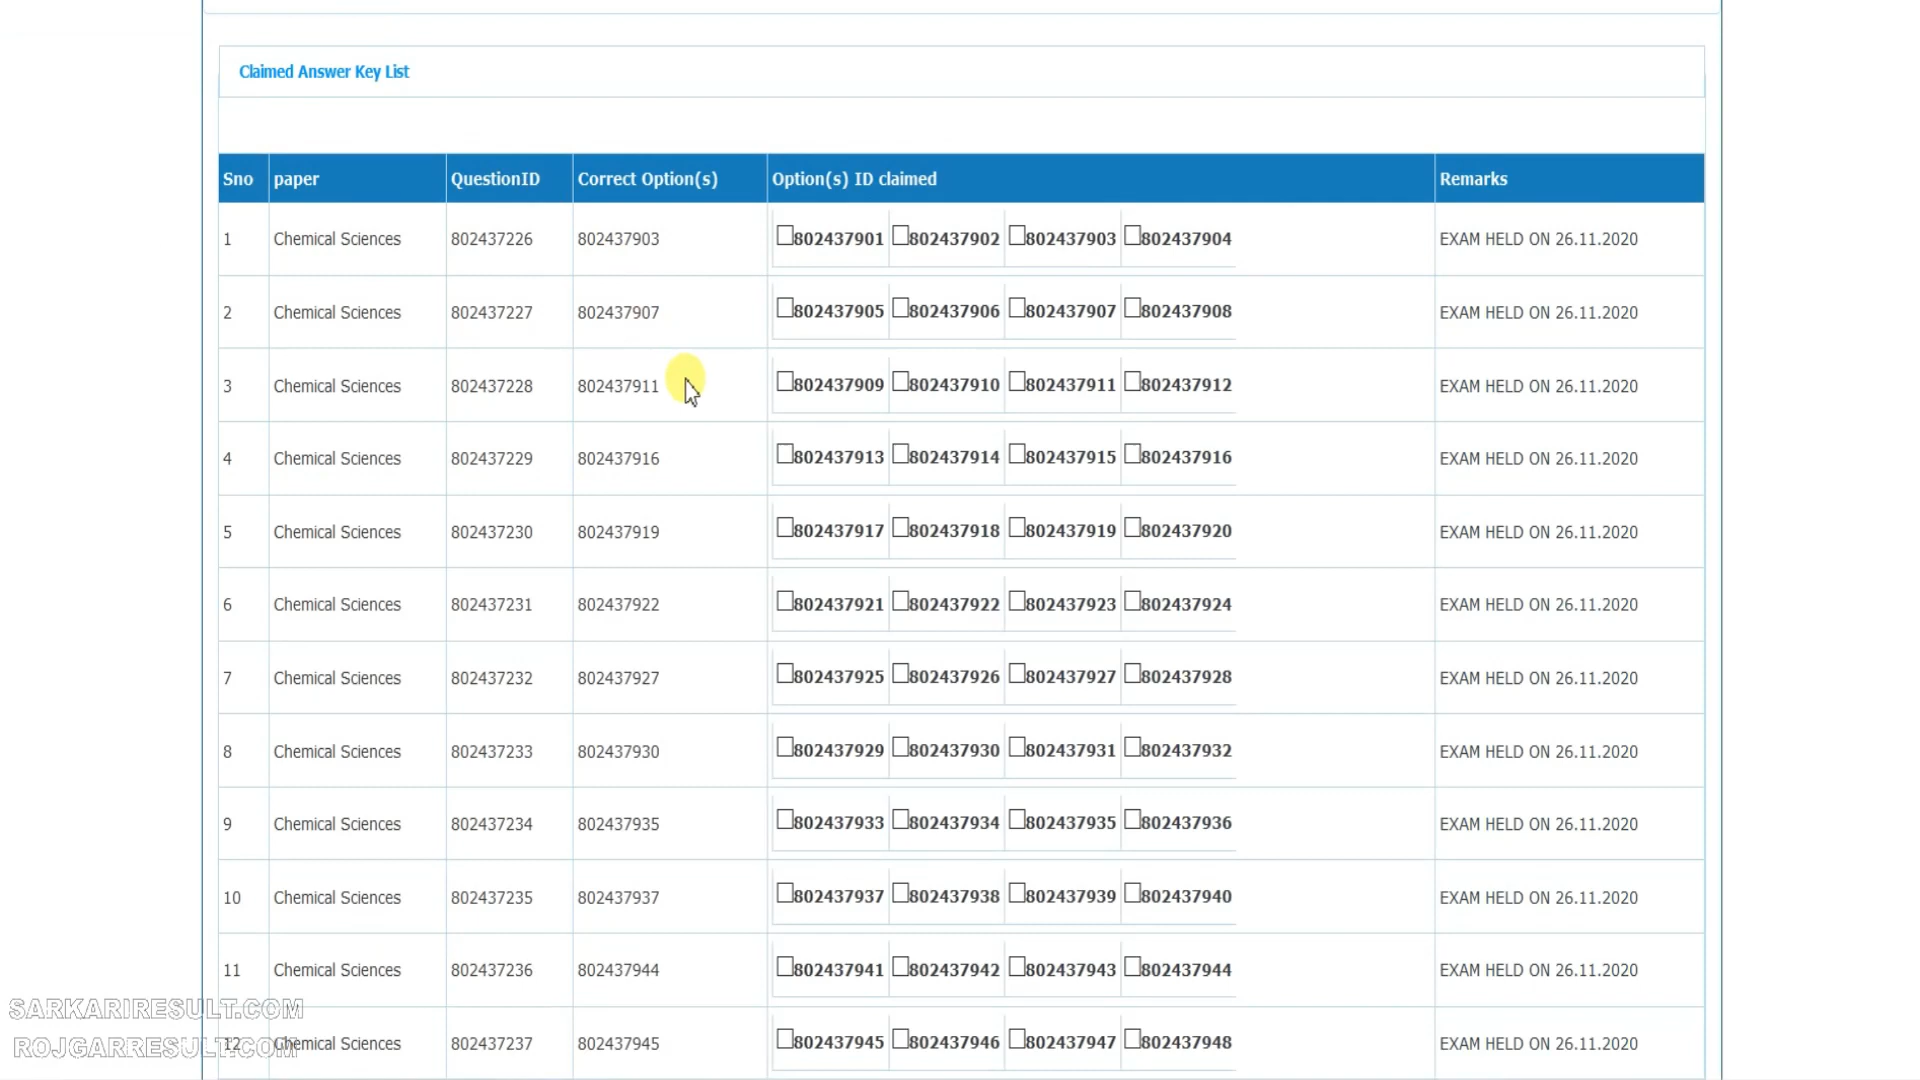 Claimed Answer Key List
Sno paper QuestionID Correct Option(s) Option(s) ID claimed Remarks
1 Chemical Sciences 802437226 802437903 802437901 802437902 802437903 802437904 EXAM HELD ON 26.11.2020
2 Chemical Sciences 802437227 802437907 802437905 802437906 802437907 802437908 EXAM HELD ON 26.11.2020
3 Chemical Sciences 802437228 802437911 802437909 802437910 802437911 802437912 EXAM HELD ON 26.11.2020
4 Chemical Sciences 802437229 802437916 802437913 802437914 802437915 802437916 EXAM HELD ON 26.11.2020
5 Chemical Sciences 802437230 802437919 802437917 802437918 802437919 802437920 EXAM HELD ON 26.11.2020
6 Chemical Sciences 802437231 802437922 802437921 802437922 802437923 802437924 EXAM HELD ON 26.11.2020
7 Chemical Sciences 802437232 802437927 802437925 802437926 802437927 802437928 EXAM HELD ON 26.11.2020
8 Chemical Sciences 802437233 802437930 802437929 802437930 802437931 802437932 EXAM HELD ON 26.11.2020
9 Chemical Sciences 802437234 802437935 802437933 802437934 802437935 802437936 EXAM HELD ON 26.11.2020
10 Chemical Sciences 802437235 802437937 802437937 802437938 802437939 802437940 EXAM HELD ON 26.11.2020
11 Chemical Sciences 802437236 802437944 802437941 802437942 802437943 802437944 EXAM HELD ON 26.11.2020
SARKARIRESULT.COM
12 Chemical Sciences 802437237 802437945 802437945 802437946 802437947 802437948 EXAM HELD ON 26.11.2020
ROJGARRESULT.COM